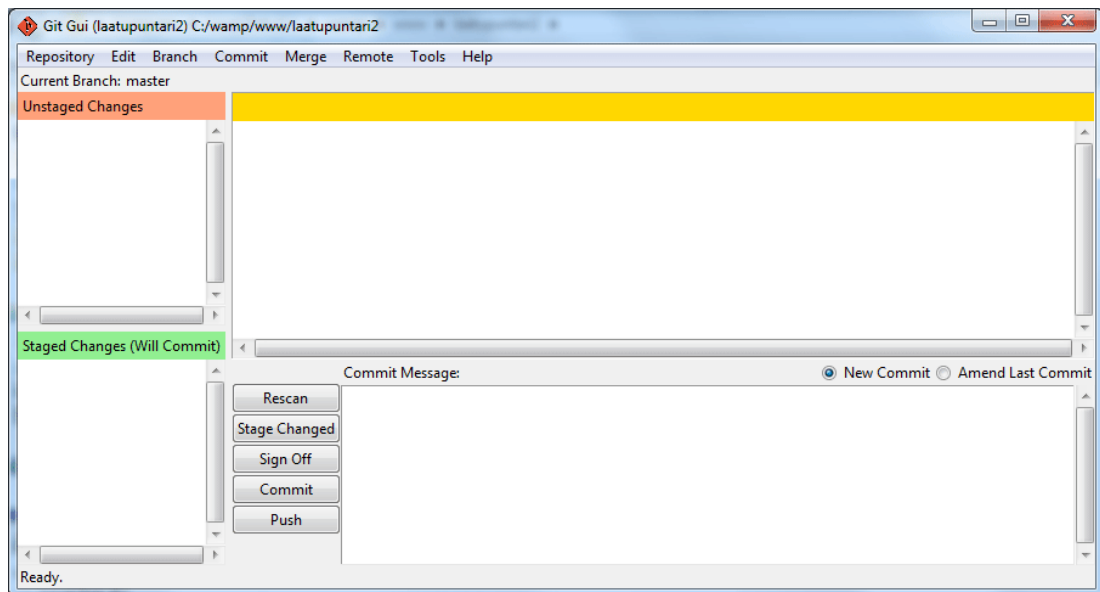 Git Gui (laatupuntari2) C:/wamp/www/laatupuntari2
Repository Edit Branch Commit Merge Remote Tools Help
Current Branch: master
Unstaged Changes
Staged Changes (Will Commit)
Commit Message:
New Commit
Amend Last Commit
Rescan
Stage Changed
Sign Off
Commit
Push
Ready.